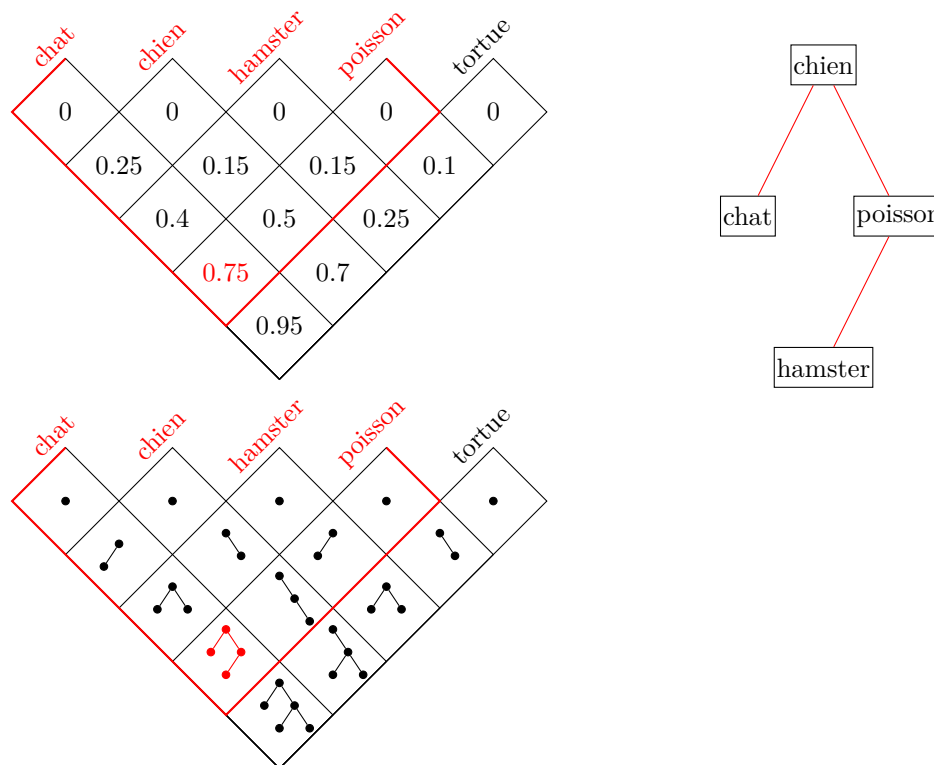 chat chien hamster poisson tortue
0 0 0 0 0
0.25 0.15 0.15 0.1
0.4 0.5 0.25
0.75 0.7
0.95
chien
chat poisson
hamster
chat chien hamster poisson tortue